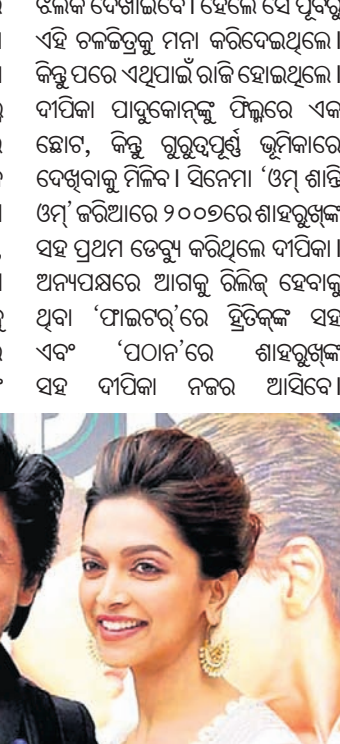 ଝଲକ ଦେଖାଇବେ । ହେଲେ ସେ ପୂର୍ବରୁ
ଏହି ଚଳଚ୍ଚିତ୍ରକୁ ମନା କରିଦେଇଥିଲେ ।
କିନ୍ତୁ ପରେ ଏଥିପାଇଁ ରାଜି ହୋଇଥିଲେ ।
ଦୀପିକା ପାଦୁକୋନ୍‌ଙ୍କୁ ଫିଲ୍ମରେ ଏକ
ଛୋଟ, କିନ୍ତୁ ଗୁରୁତ୍ୱପୂର୍ଣ୍ଣ ଭୂମିକାରେ
ଦେଖିବାକୁ ମିଳିବ । ସିନେମା ‘ଓମ୍‌ ଶାନ୍ତି
ଓମ୍‌’ ଜରିଆରେ ୨୦୦୭ରେ ଶାହରୁଖ୍‌ଙ୍କ
ସହ ପ୍ରଥମ ଡେବ୍ୟୁ କରିଥିଲେ ଦୀପିକା ।
ଅନ୍ୟପକ୍ଷରେ ଆଗକୁ ରିଲିଜ୍‌ ହେବାକୁ
ଥିବା ‘ଫାଇଟର୍‌’ରେ ହ୍ରିତିକ୍‌ଙ୍କ ସହ
ଏବଂ ‘ପଠାନ’ରେ ଶାହରୁଖ୍‌ଙ୍କ
ସହ ଦୀପିକା ନଜର ଆସିବେ ।